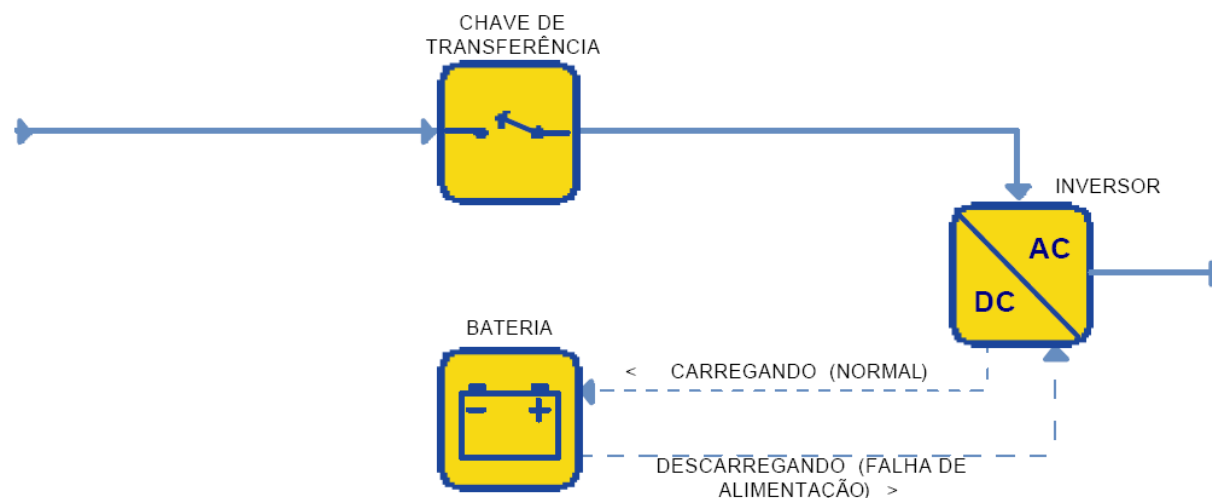 CHAVE DE
TRANSFERÊNCIA
INVERSOR
AC
DC
BATERIA
< CARREGANDO (NORMAL)
- +
DESCARREGANDO (FALHA DE
ALIMENTAÇÃO) >